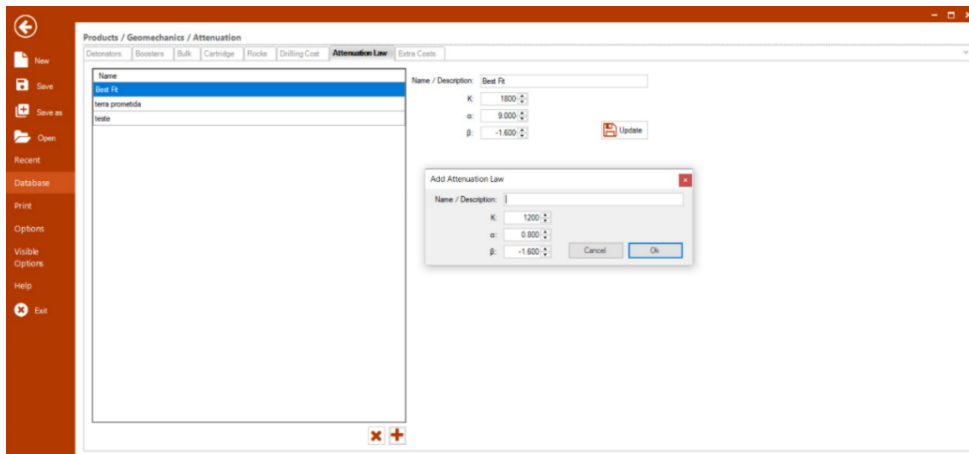 Products / Geomechanics / Attenuation
Detonators Boosters Bulk Cartridge Rocks Drilling Cost Attenuation Law Extra Costs
New
Save
Save as
Open
Recent
Database
Print
Options
Visible
Options
Help
Exit
Name
Best Fit
terra prometida
teste
Name / Description: Best Fit
K: 1800
α: 9.000
β: -1.600
Update
Add Attenuation Law
Name / Description:
K: 1200
α: 0.800
β: -1.600
Cancel Ok